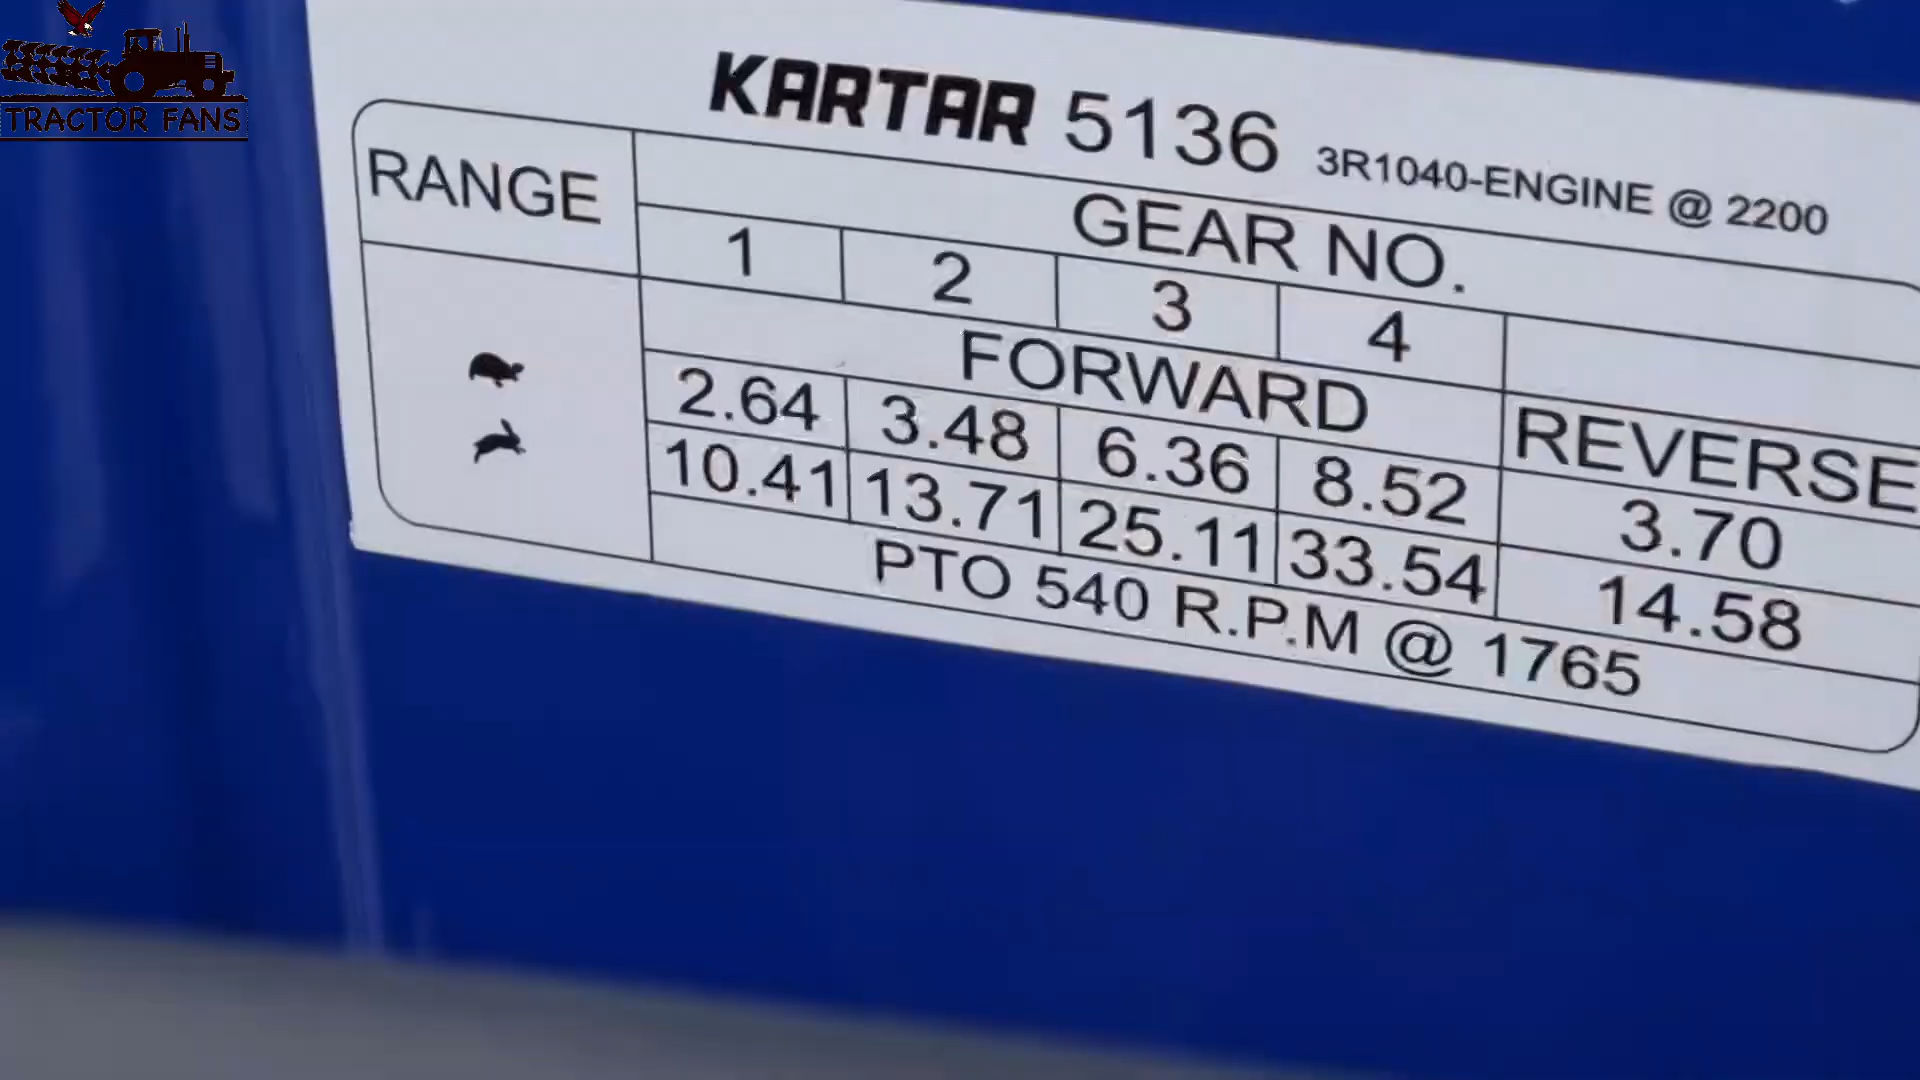 TRACTOR FANS
KARTAR 5136 3R1040-ENGINE @ 2200
RANGE GEAR NO.
1 2 3 4
FORWARD REVERSE
2.64 3.48 6.36 8.52 3.70
10.41 13.71 25.11 33.54 14.58
PTO 540 R.P.M @ 1765